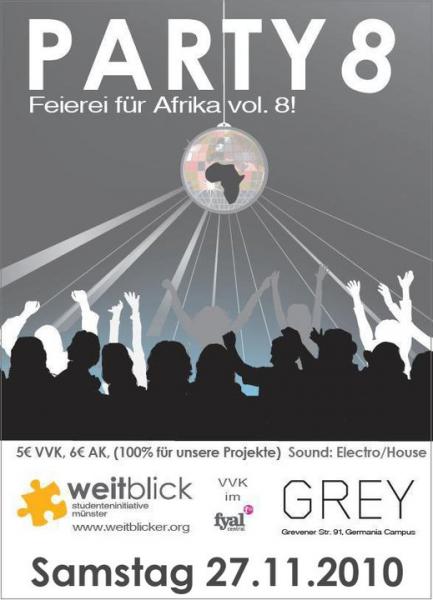 PARTY 8
Feierei für Afrika vol. 8!
5€ VVK, 6€ AK, (100% für unsere Projekte) Sound: Electro/House
weitblick
studenteninitiative
münster
www.weitblicker.org
VVK
im
fyal
central.
GREY
Grevener Str. 91, Germania Campus
Samstag 27.11.2010